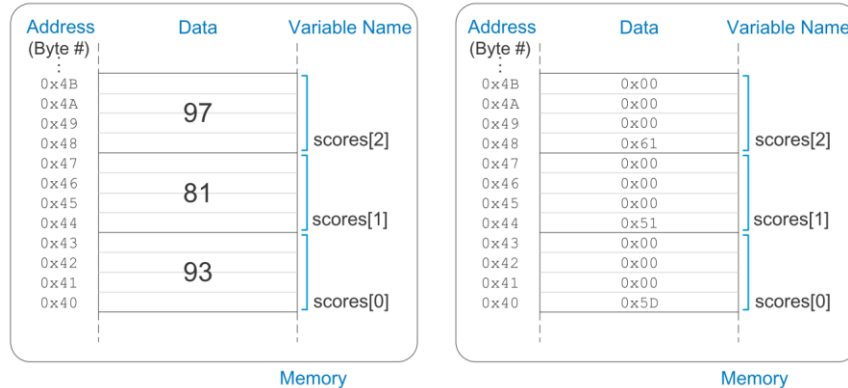 Address Data Variable Name
(Byte #)
⋮
0x4B
0x4A
0x49 97
0x48 scores[2]
0x47
0x46
0x45 81
0x44 scores[1]
0x43
0x42
0x41 93
0x40 scores[0]
⋮
Memory
Address Data Variable Name
(Byte #)
⋮
0x4B 0x00
0x4A 0x00
0x49 0x00
0x48 0x61 scores[2]
0x47 0x00
0x46 0x00
0x45 0x00
0x44 0x51 scores[1]
0x43 0x00
0x42 0x00
0x41 0x00
0x40 0x5D scores[0]
⋮
Memory